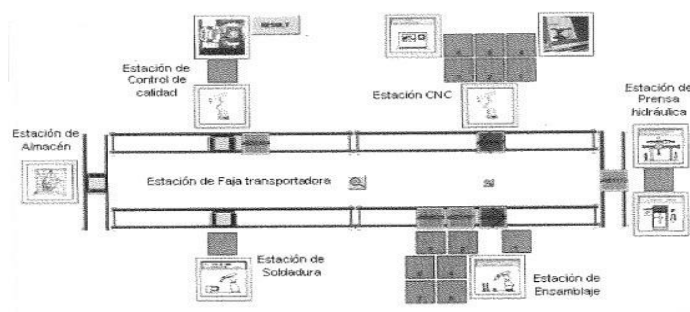 RESULT
Estación de
Control de
calidad
Estación CNC
Estación de
Prensa
hidráulica
Estación de
Almacén
Estación de Faja transportadora
Estación de
Soldadura
Estación de
Ensamblaje